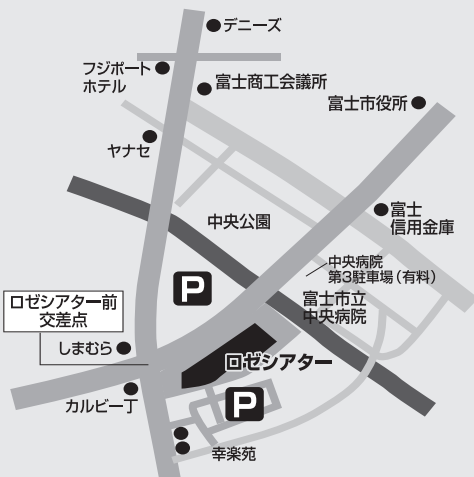 デニーズ
フジポート
ホテル
富士商工会議所
富士市役所
ヤナセ
中央公園
富士
信用金庫
中央病院
第3駐車場（有料）
P
富士市立
中央病院
ロゼシアター前
交差点
しまむら
ロゼシアター
カルビー丁
P
幸楽苑